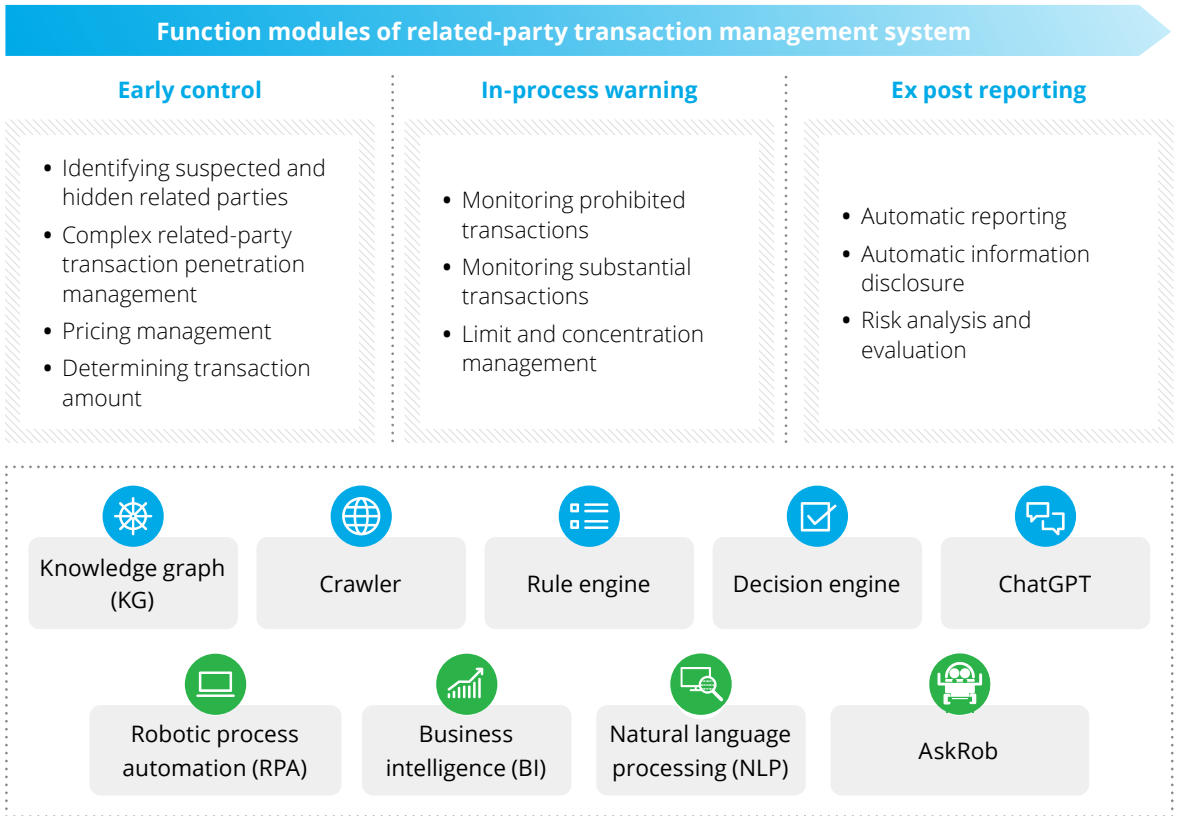 Function modules of related-party transaction management system
Early control
• Identifying suspected and
hidden related parties
• Complex related-party
transaction penetration
management
• Pricing management
• Determining transaction
amount
In-process warning
• Monitoring prohibited
transactions
• Monitoring substantial
transactions
• Limit and concentration
management
Ex post reporting
• Automatic reporting
• Automatic information
disclosure
• Risk analysis and
evaluation
Knowledge graph
(KG)
Crawler
Rule engine
Decision engine
ChatGPT
Robotic process
automation (RPA)
Business
intelligence (BI)
Natural language
processing (NLP)
AskRob